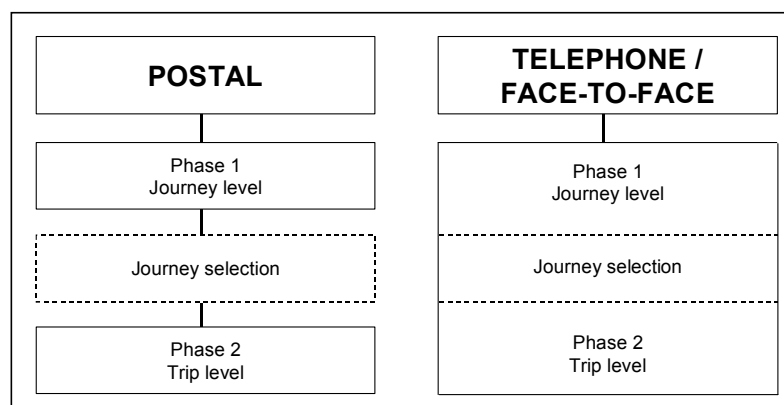 POSTAL
Phase 1
Journey level
Journey selection
Phase 2
Trip level
TELEPHONE /
FACE-TO-FACE
Phase 1
Journey level
Journey selection
Phase 2
Trip level